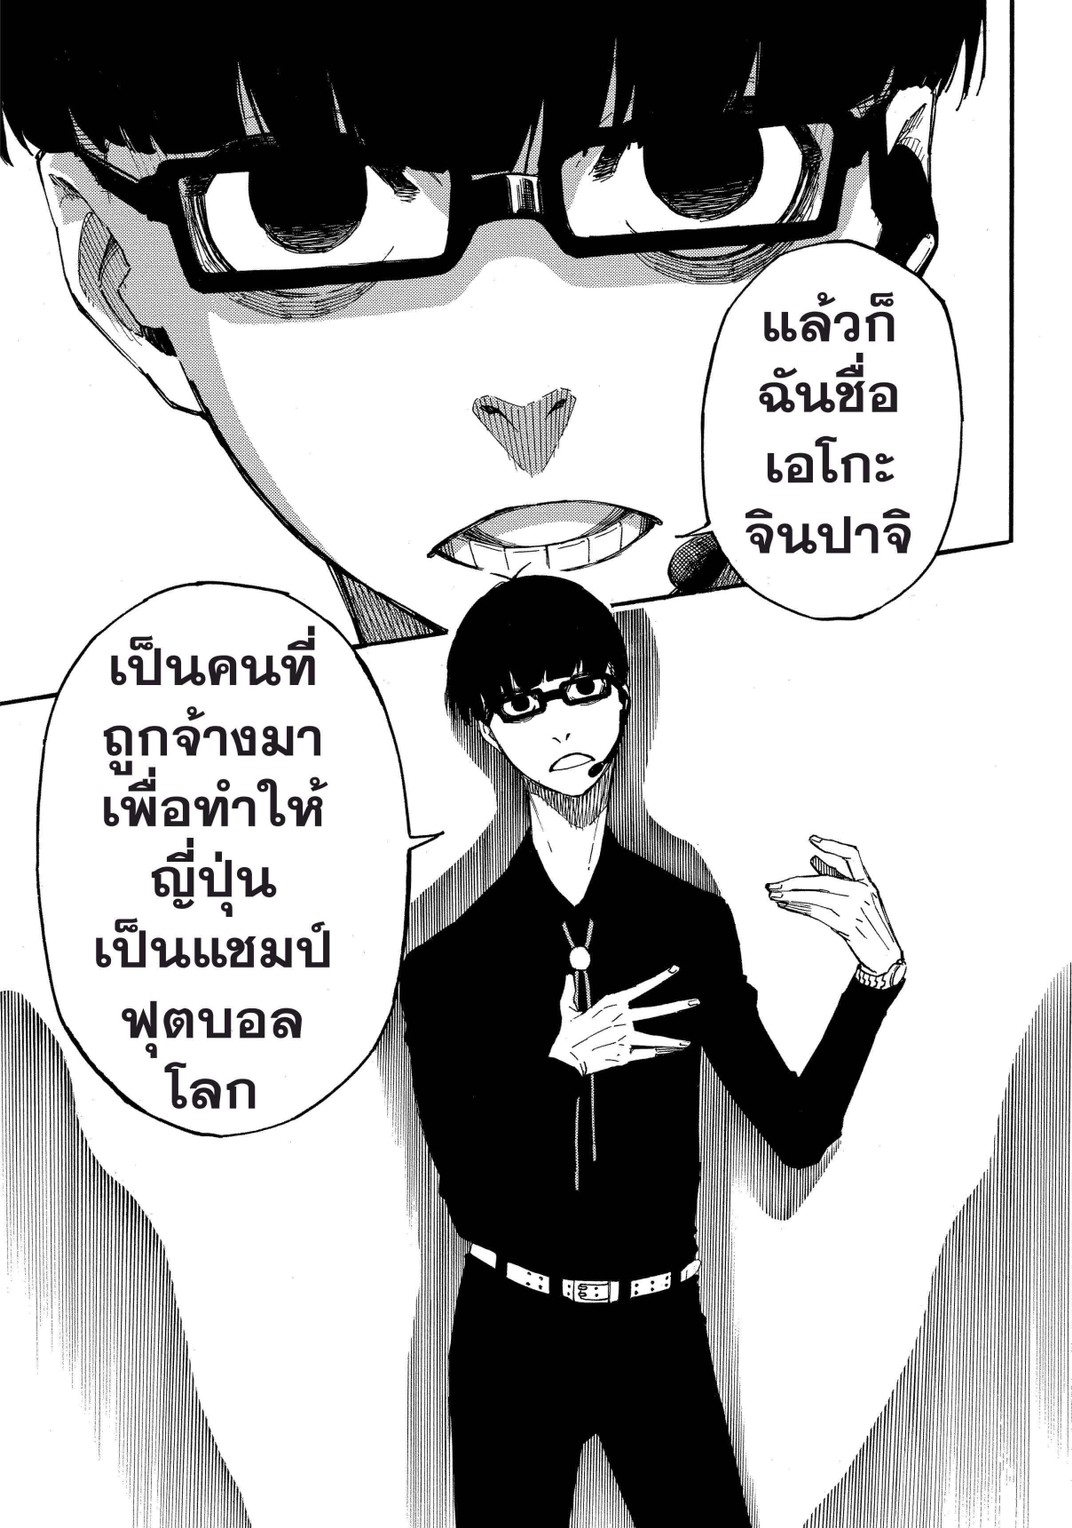 แล้วก็
ฉันชื่อ
เอโกะ
จินปาจิ
เป็นคนที่
ถูกจ้างมา
เพื่อทำให้
ญี่ปุ่น
เป็นแชมป์
ฟุตบอล
โลก